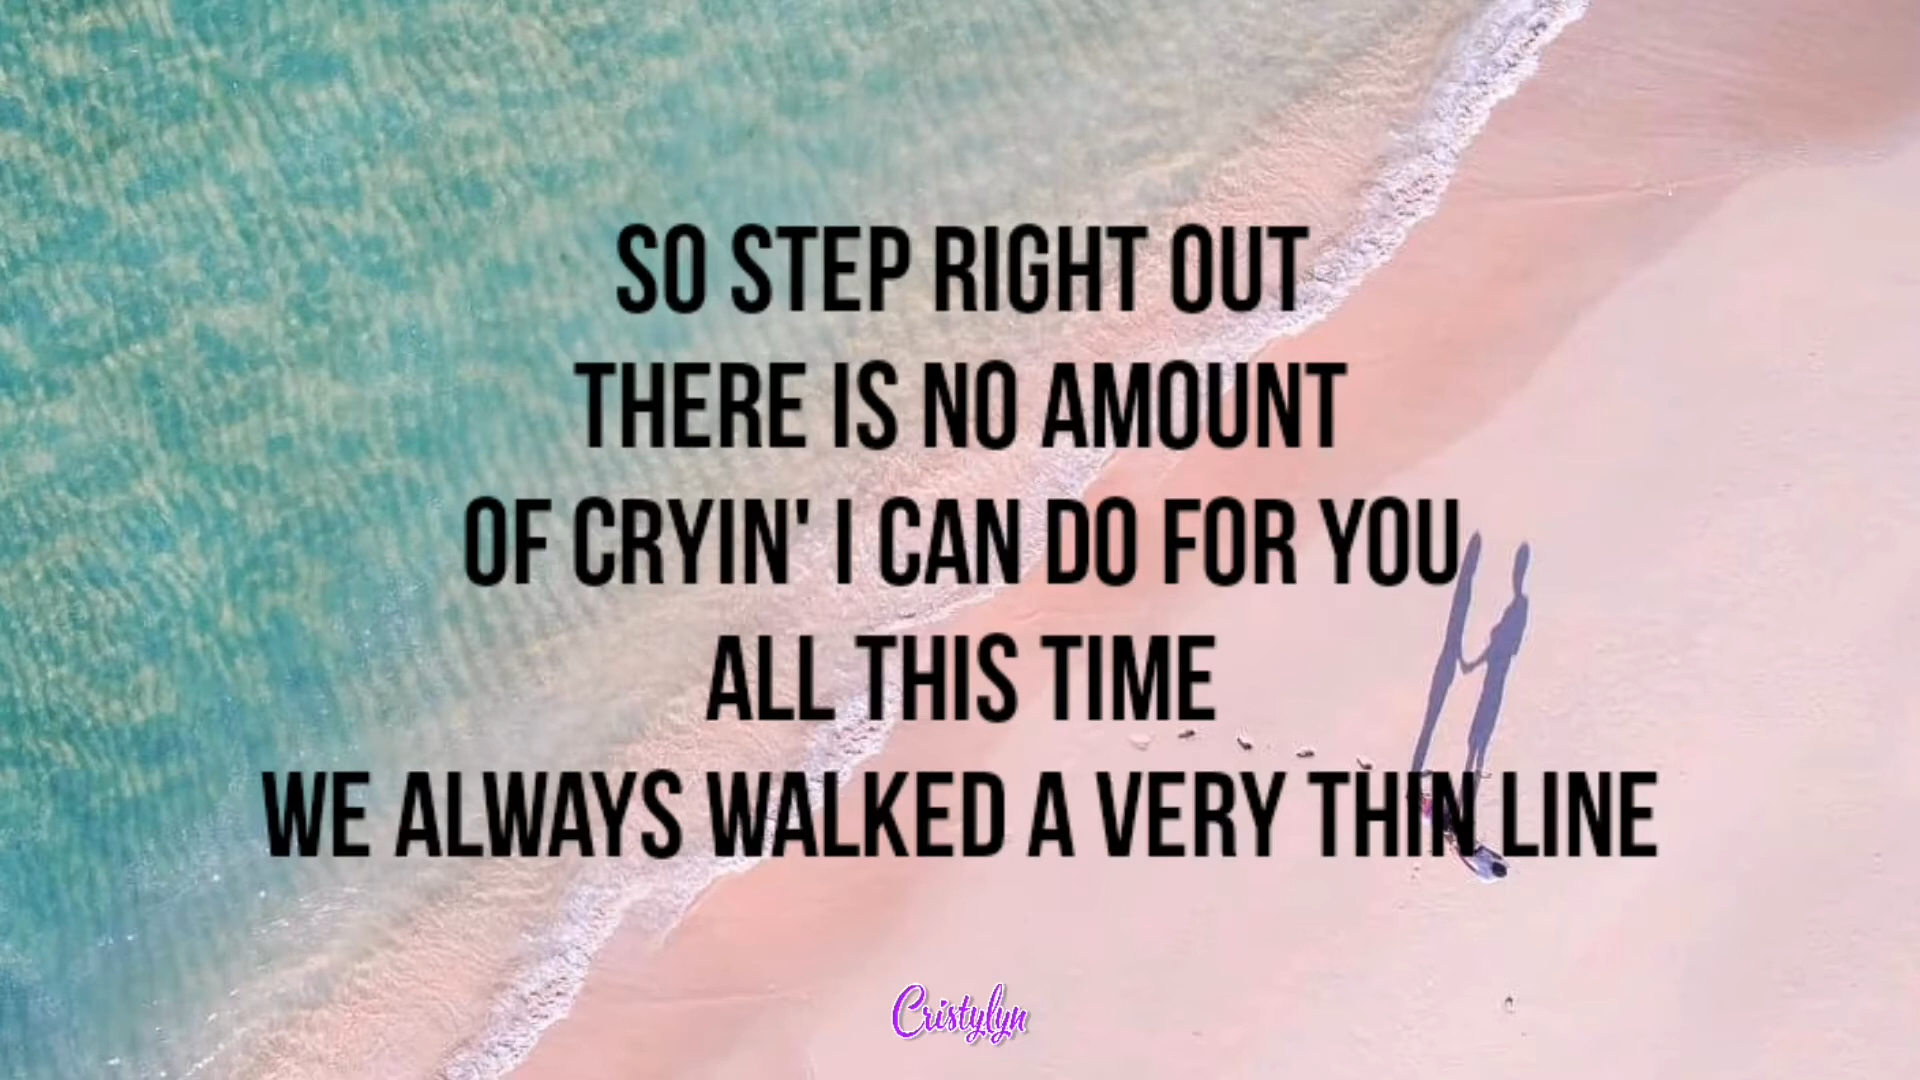 SO STEP RIGHT OUT
THERE IS NO AMOUNT
OF CRYIN' I CAN DO FOR YOU
ALL THIS TIME
WE ALWAYS WALKED A VERY THIN LINE
Cristylyn